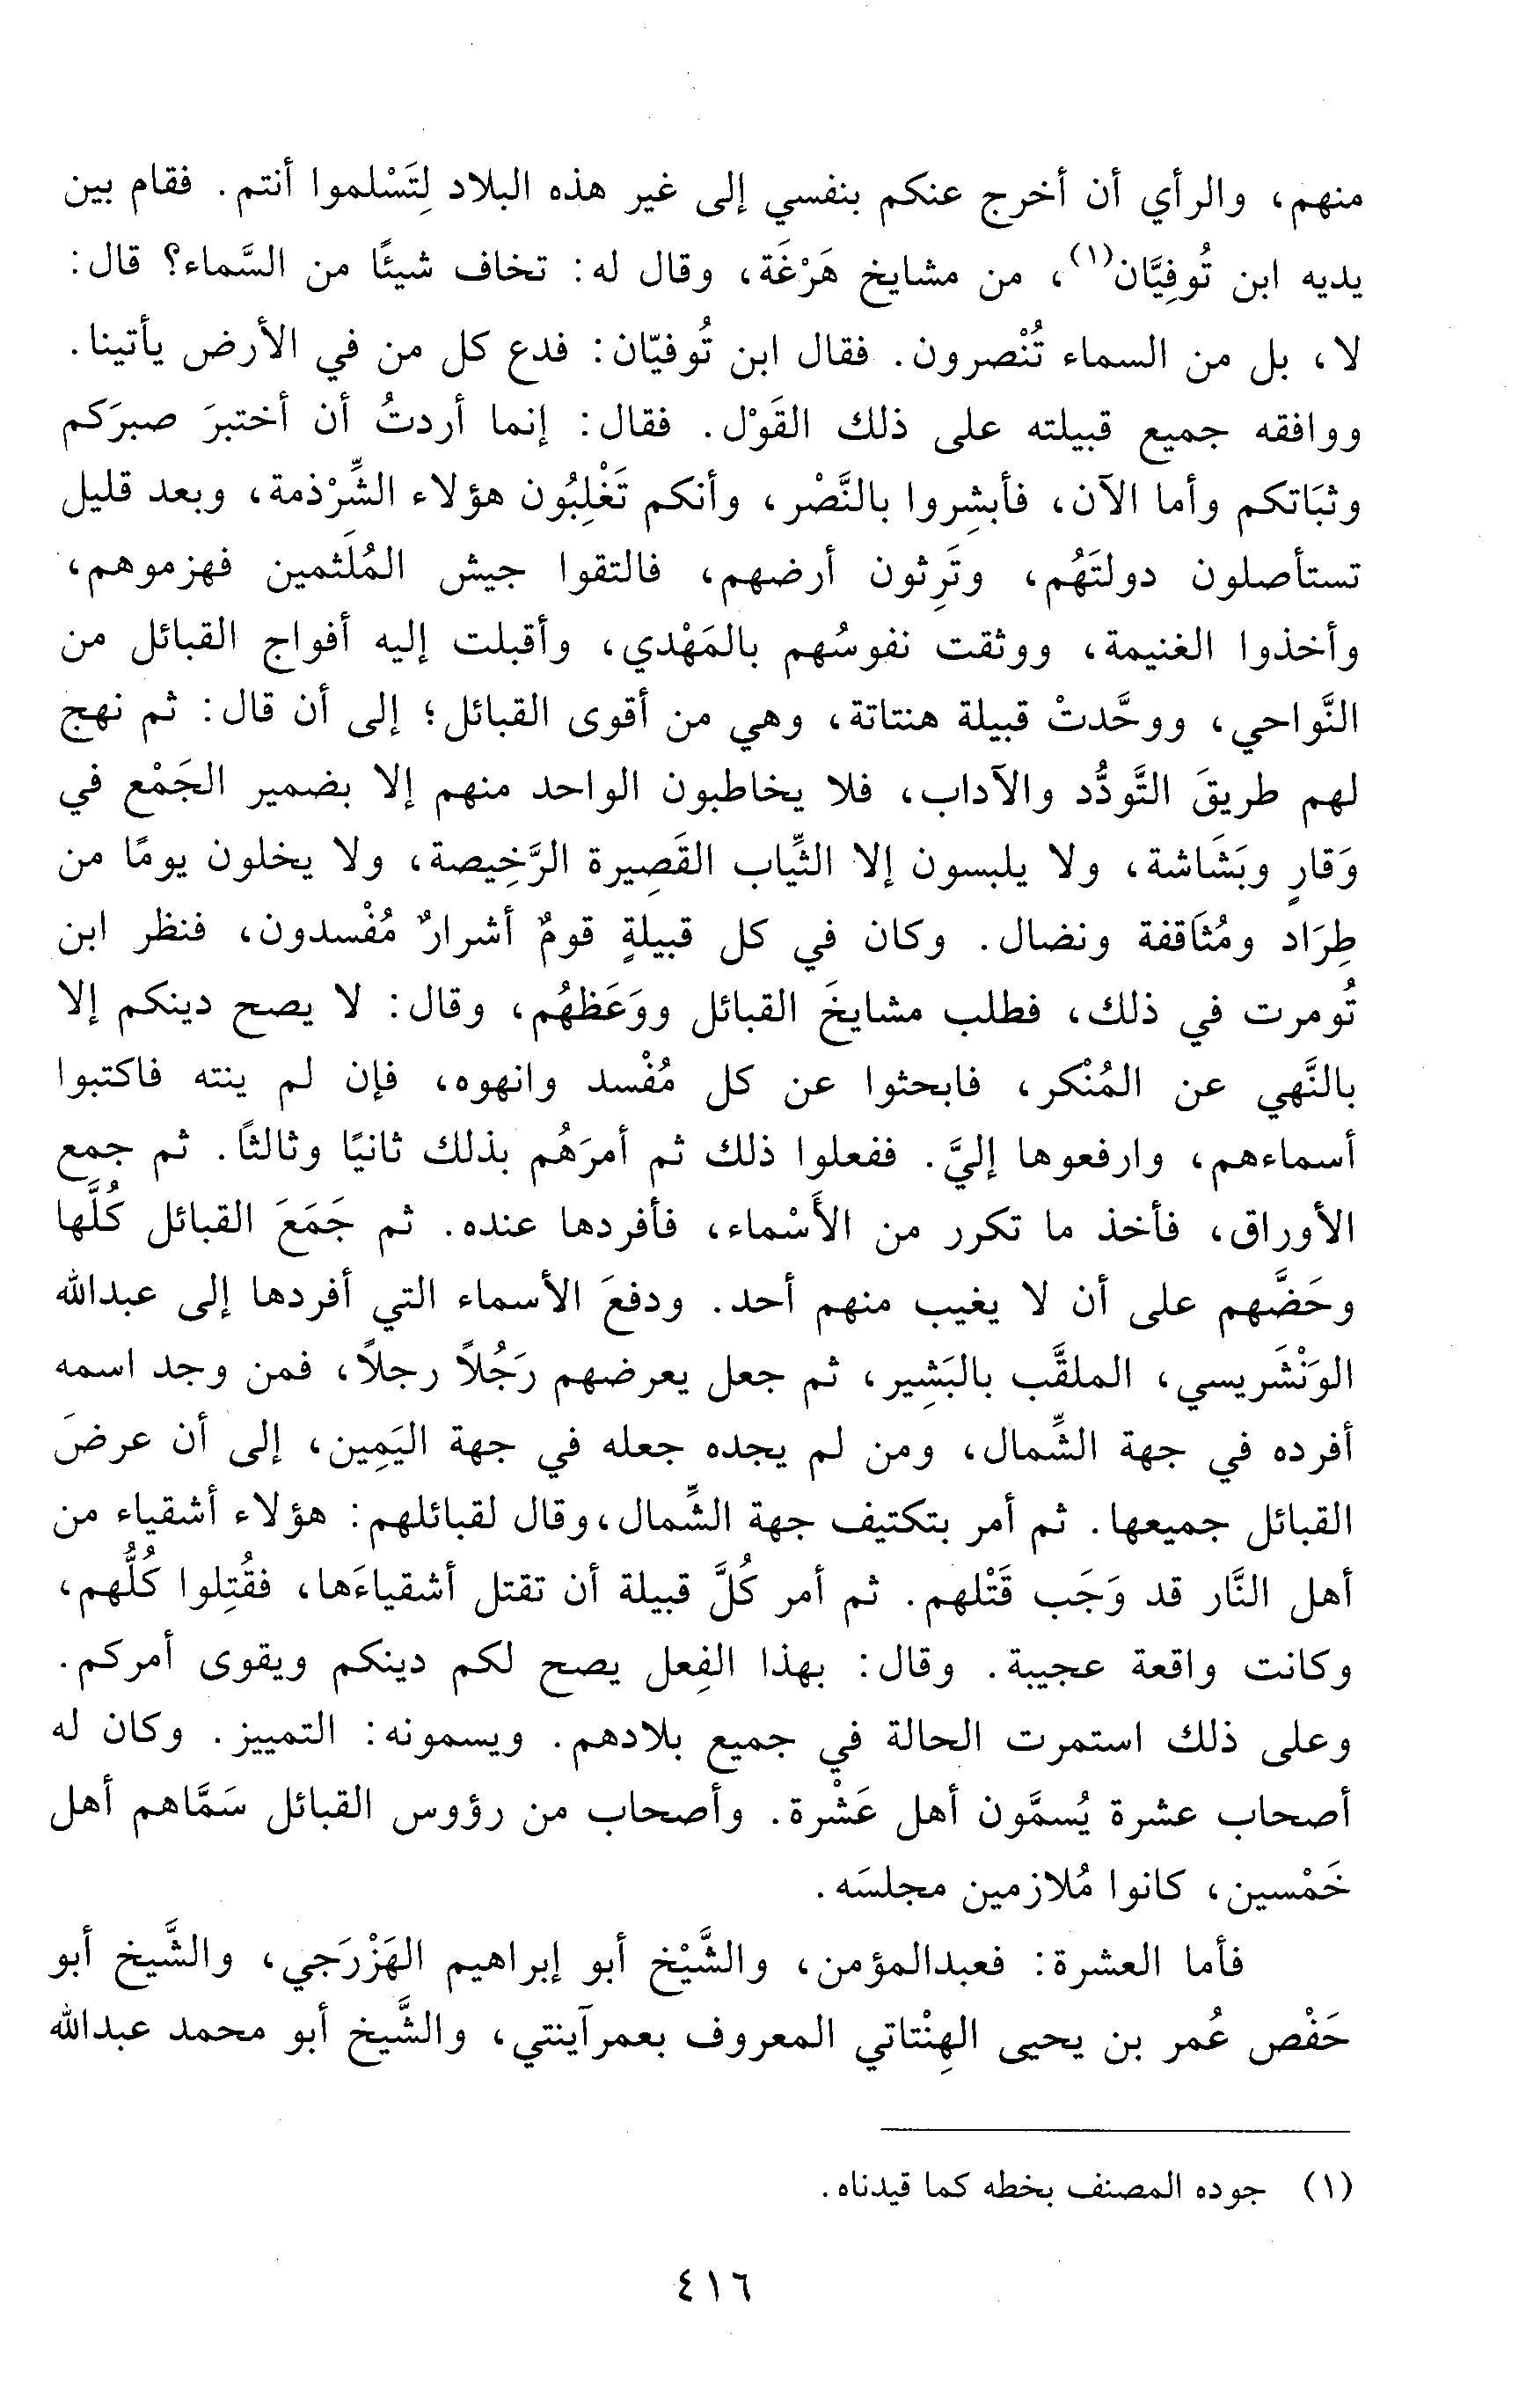 منهم، والرأي أن أخرج عنكم بنفسي إلى غير هذه البلاد لِتَسْلموا أنتم. فقام بين
يديه ابن تُوفِيَّان(١)، من مشايخ هَرْغَة، وقال له: تخاف شيئًا من السَّماء؟ قال:
لا، بل من السماء تُنْصرون. فقال ابن تُوفيّان: فدع كل من في الأرض يأتينا.
ووافقه جميع قبيلته على ذلك القَوْل. فقال: إنما أردتُ أن أختبرَ صبرَكم
وثبَاتكم وأما الآن، فأبشِروا بالنَّصْر، وأنكم تَغْلِبُون هؤلاء الشِّرْذمة، وبعد قليل
تستأصلون دولتَهُم، وتَرِثون أرضهم، فالتقوا جيش المُلَثمين فهزموهم،
وأخذوا الغنيمة، ووثقت نفوسُهم بالمَهْدي، وأقبلت إليه أفواج القبائل من
النَّواحي، ووحَّدتْ قبيلة هنتاتة، وهي من أقوى القبائل؛ إلى أن قال: ثم نهج
لهم طريقَ التَّودُّد والآداب، فلا يخاطبون الواحد منهم إلا بضمير الجَمْع في
وَقارٍ وبَشَاشة، ولا يلبسون إلا الثِّياب القَصِيرة الرَّخِيصة، ولا يخلون يومًا من
طِرَاد ومُثَاقفة ونضال. وكان في كل قبيلةٍ قومٌ أشرارٌ مُفْسدون، فنظر ابن
تُومرت في ذلك، فطلب مشايخَ القبائل ووَعَظهُم، وقال: لا يصح دينكم إلا
بالنَّهي عن المُنْكر، فابحثوا عن كل مُفْسد وانهوه، فإن لم ينته فاكتبوا
أسماءهم، وارفعوها إليَّ. ففعلوا ذلك ثم أمرَهُم بذلك ثانيًا وثالثًا. ثم جمع
الأوراق، فأخذ ما تكرر من الأَسْماء، فأفردها عنده. ثم جَمَعَ القبائل كُلَّها
وحَضَّهم على أن لا يغيب منهم أحد. ودفعَ الأسماء التي أفردها إلى عبدالله
الوَنْشَريسي، الملقَّب بالبَشِير، ثم جعل يعرضهم رَجُلاً رجلاً، فمن وجد اسمه
أفرده في جهة الشِّمال، ومن لم يجده جعله في جهة اليَمِين، إلى أن عرضَ
القبائل جميعها. ثم أمر بتكتيف جهة الشِّمال، وقال لقبائلهم: هؤلاء أشقياء من
أهل النَّار قد وَجَب قَتْلهم. ثم أمر كُلَّ قبيلة أن تقتل أشقياءَها، فقُتِلوا كُلُّهم،
وكانت واقعة عجيبة. وقال: بهذا الفِعل يصح لكم دينكم ويقوى أمركم.
وعلى ذلك استمرت الحالة في جميع بلادهم. ويسمونه: التمييز. وكان له
أصحاب عشرة يُسمَّون أهل عَشْرة. وأصحاب من رؤوس القبائل سَمَّاهم أهل
خَمْسين، كانوا مُلازمين مجلسَه.
فأما العشرة: فعبدالمؤمن، والشَّيْخ أبو إبراهيم الهَزْرَجي، والشَّيخ أبو
حَفْص عُمر بن يحيى الهِنْتاتي المعروف بعمرآينتي، والشَّيخ أبو محمد عبدالله
(١) جوده المصنف بخطه كما قيدناه.
٤١٦